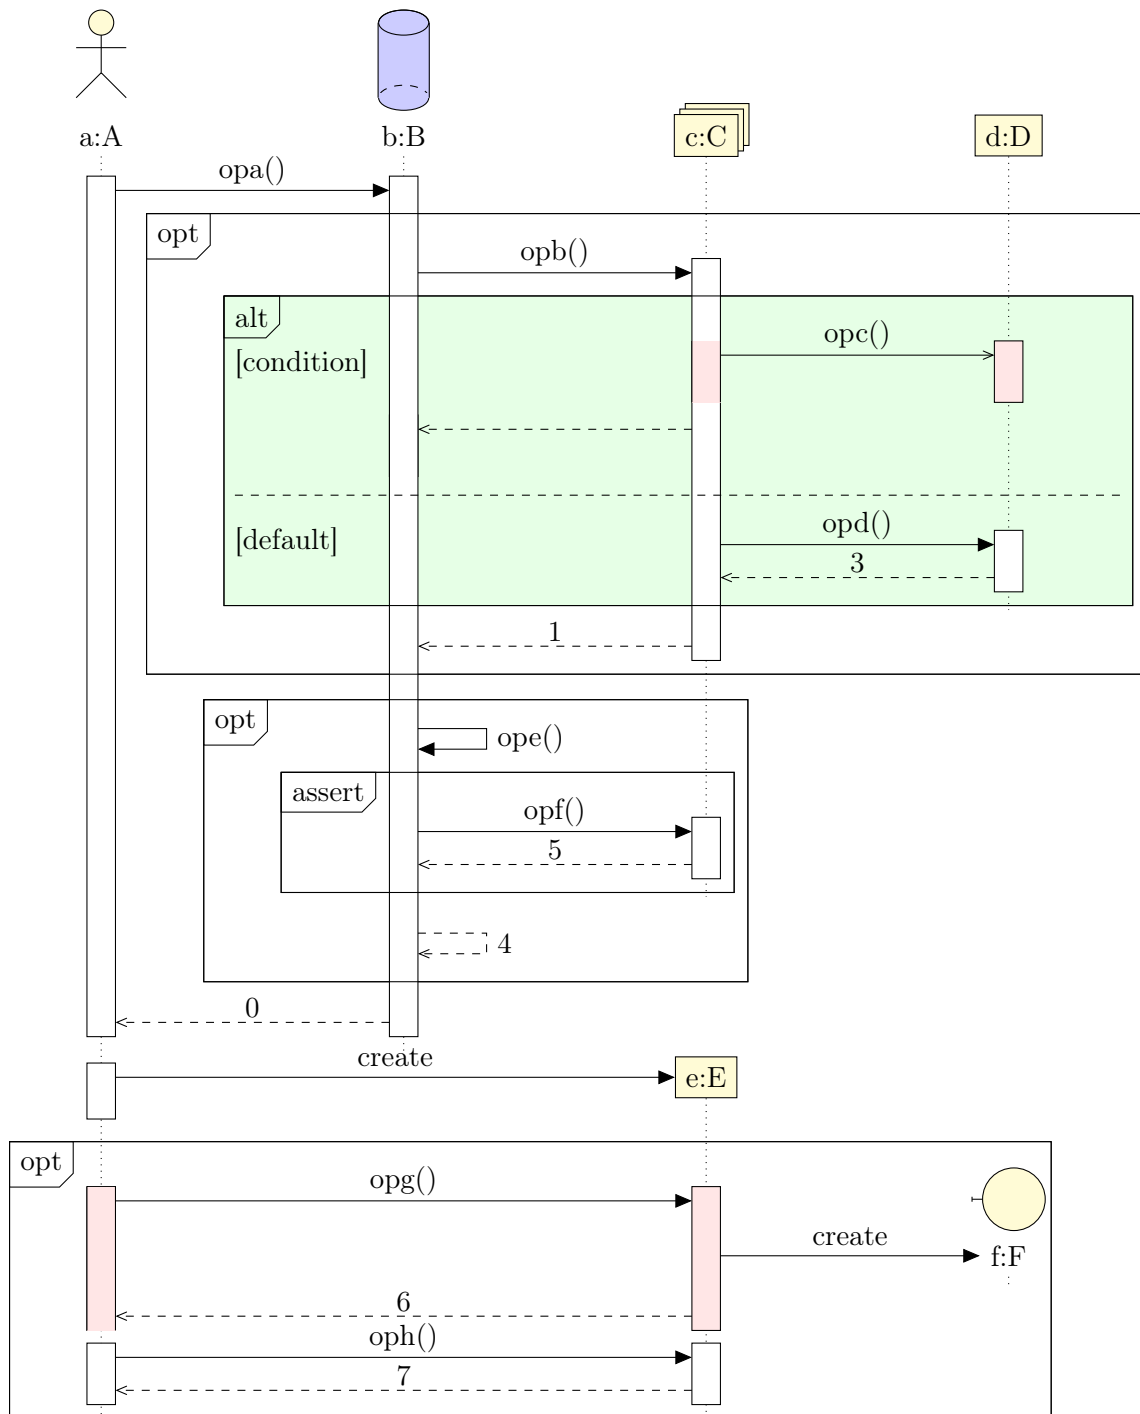 a:A
b:B
c:C
d:D
opa()
opt
opb()
alt
opc()
[condition]
opd()
[default]
3
1
opt
ope()
assert
opf()
5
4
0
create
e:E
opt
opg()
create
f:F
6
oph()
7